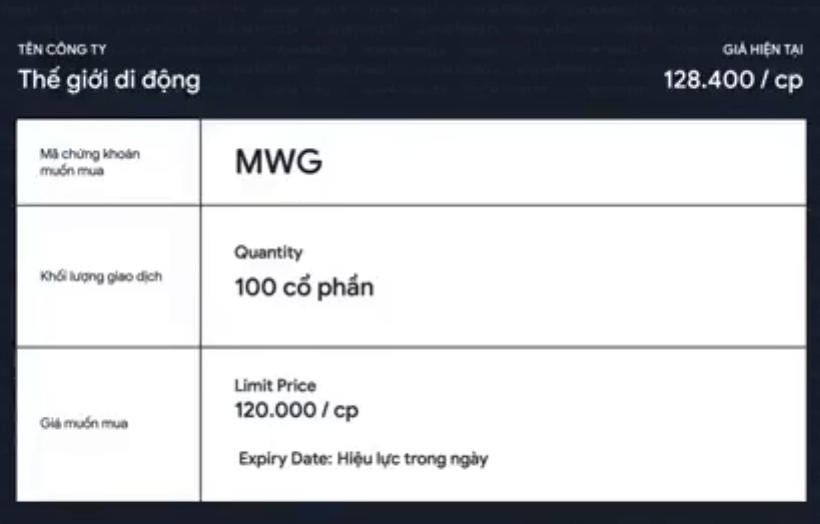 TÊN CÔNG TY
GIÁ HIỆN TẠI
Thế giới di động
128.400 / cp
Mã chứng khoán
muốn mua
MWG
Khối lượng giao dịch
Quantity
100 cổ phần
Giá muốn mua
Limit Price
120.000 / cp
Expiry Date: Hiệu lực trong ngày